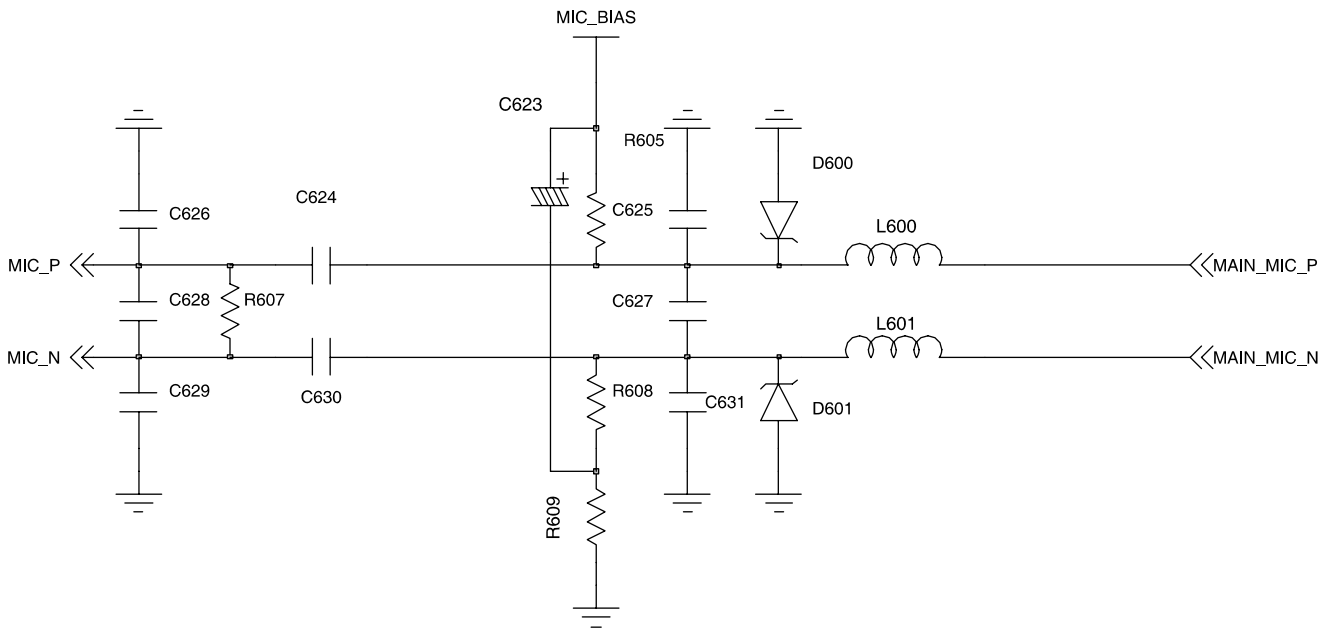 MIC_BIAS
C623
R605
D600
C624
C626
C625
L600
MIC_P
MAIN_MIC_P
C628
R607
C627
L601
MIC_N
MAIN_MIC_N
C629
C630
R608
C631
D601
R609
+